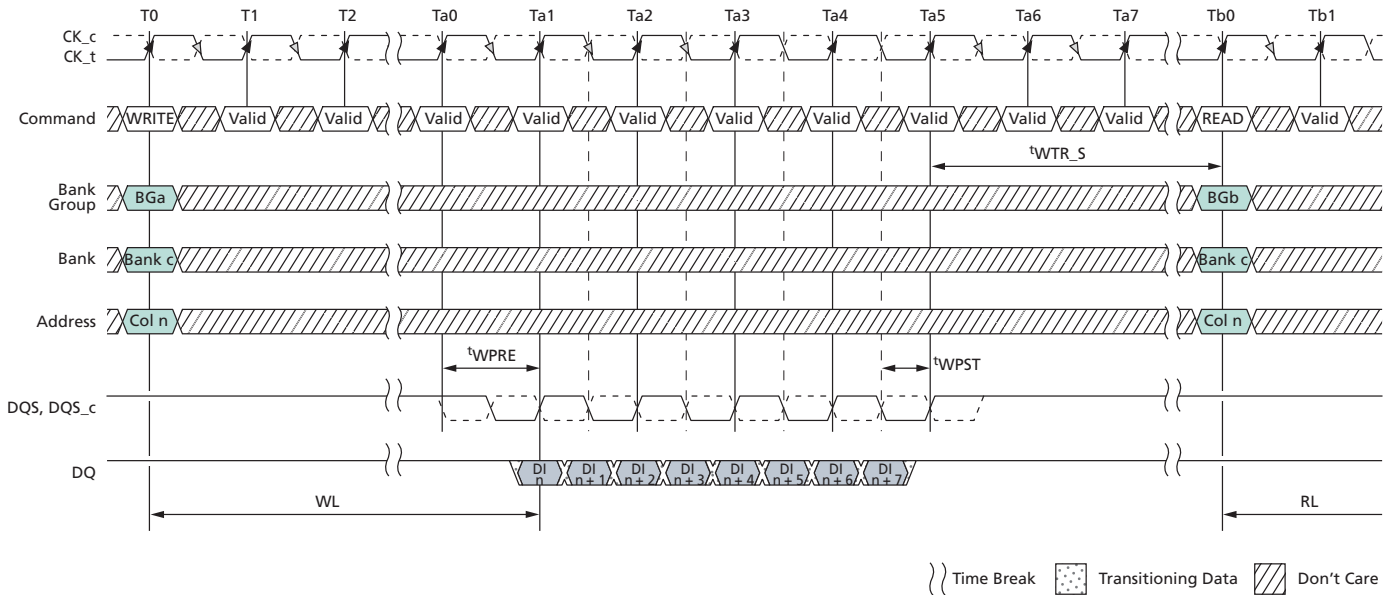 T0 T1 T2 Ta0 Ta1 Ta2 Ta3 Ta4 Ta5 Ta6 Ta7 Tb0 Tb1
CK_c
CK_t
Command WRITE Valid Valid Valid Valid Valid Valid Valid Valid Valid Valid READ Valid
tWTR_S
Bank
Group BGa BGb
Bank Bank c Bank c
Address Col n Col n
tWPRE tWPST
DQS, DQS_c
DQ DI n DI n + 1 DI n + 2 DI n + 3 DI n + 4 DI n + 5 DI n + 6 DI n + 7
WL RL
Time Break Transitioning Data Don't Care